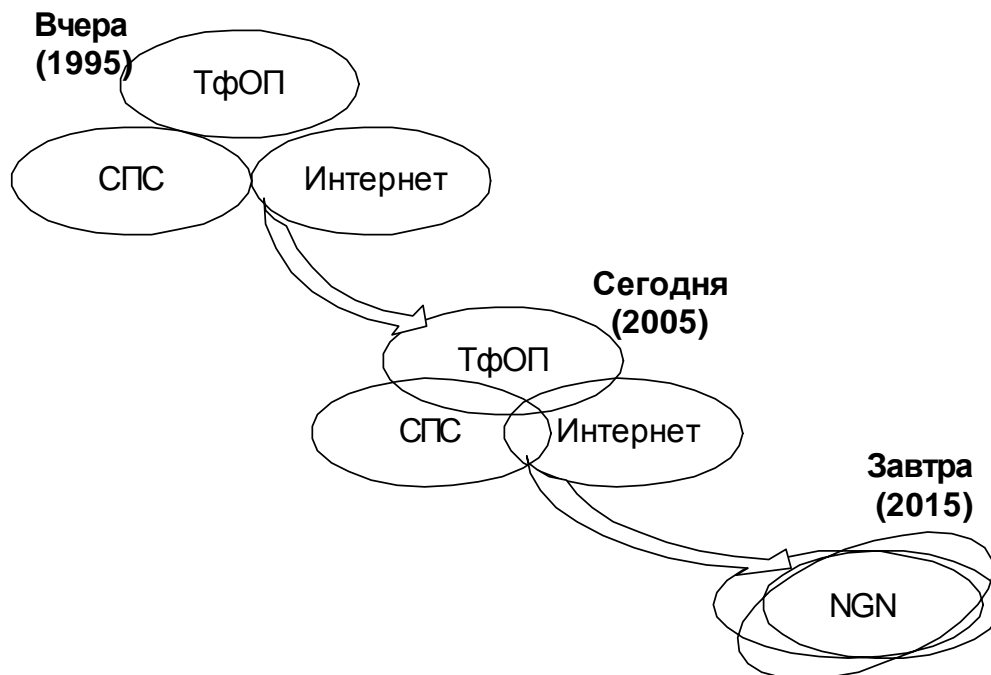 Вчера
(1995)
ТфОП
СПС
Интернет
Сегодня
(2005)
ТфОП
СПС
Интернет
Завтра
(2015)
NGN